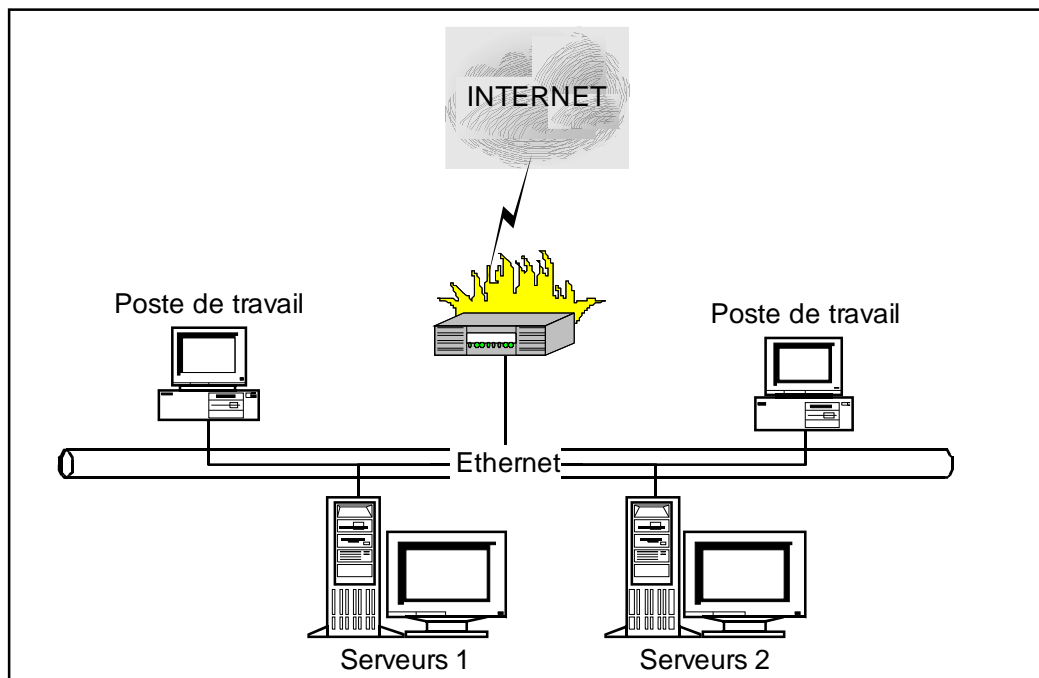 INTERNET
Poste de travail
Poste de travail
Ethernet
Serveurs 1
Serveurs 2